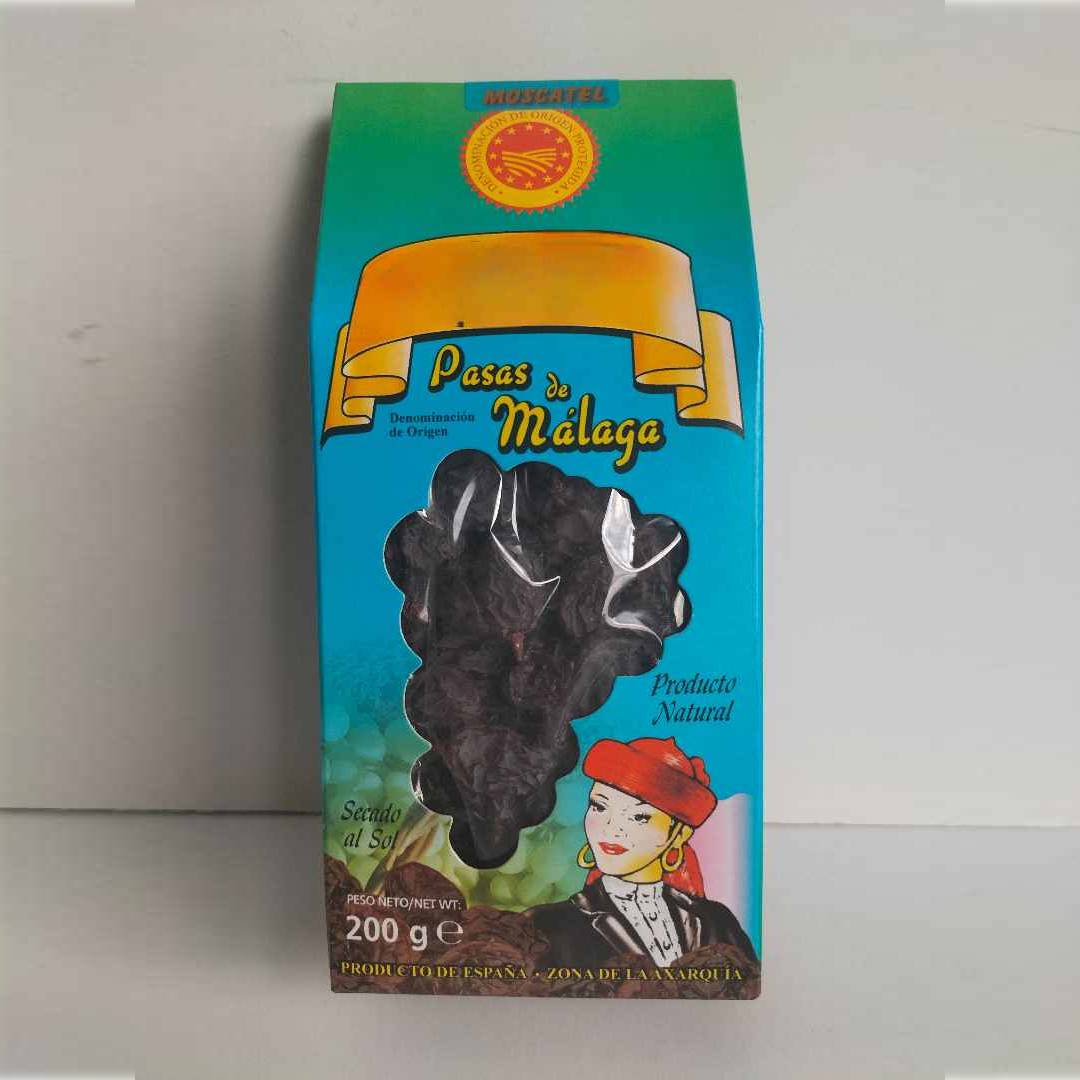 MOSCATEL
· DENOMINACIÓN DE ORIGEN PROTEGIDA ·
Pasas de
Málaga
Denominación
de Origen
Producto
Natural
Secado
al Sol
PESO NETO/NET WT:
200 g ℮
PRODUCTO DE ESPAÑA · ZONA DE LA AXARQUÍA